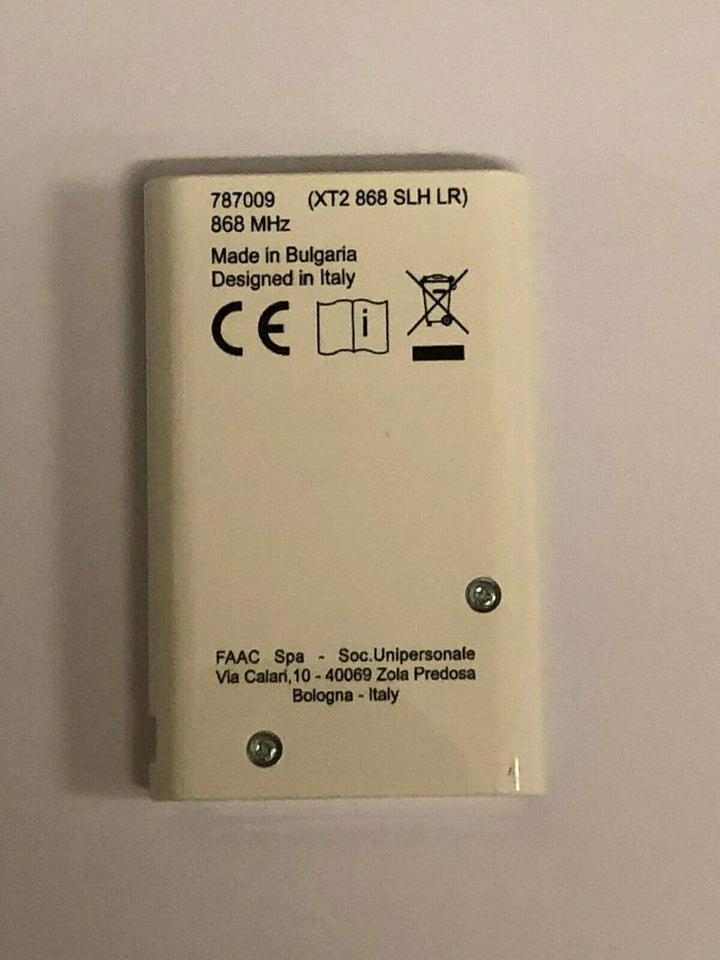 787009 (XT2 868 SLH LR)
868 MHz
Made in Bulgaria
Designed in Italy
CE
i
FAAC Spa - Soc.Unipersonale
Via Calari,10 - 40069 Zola Predosa
Bologna - Italy